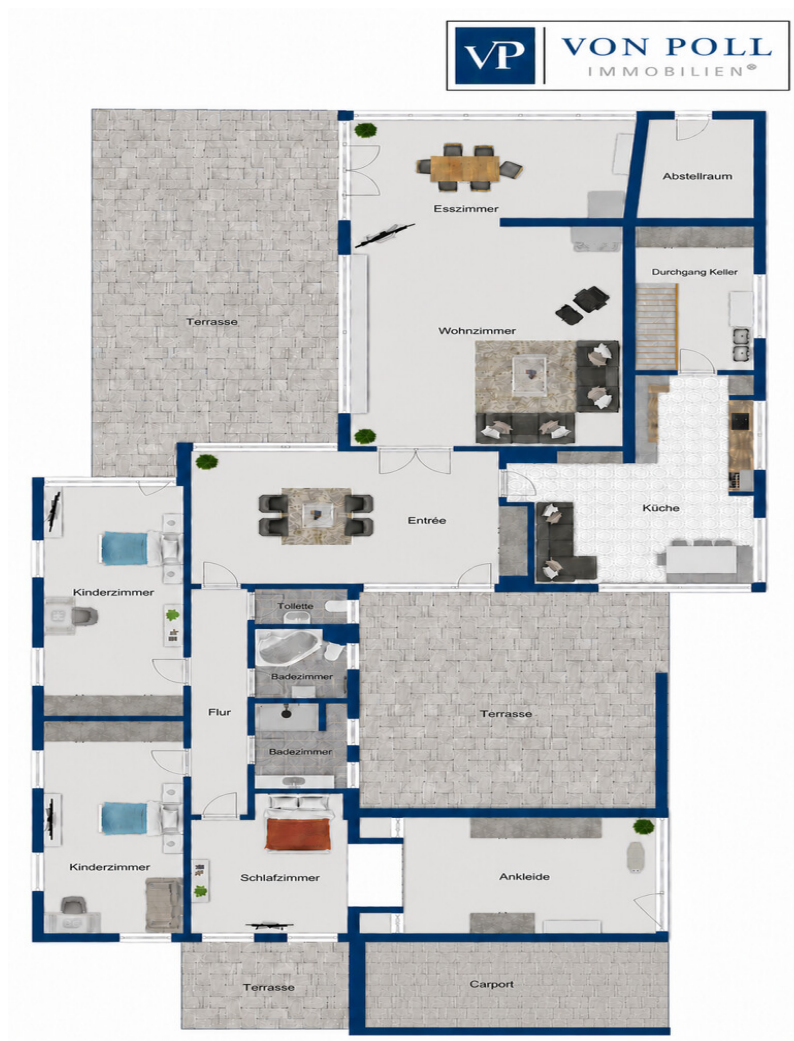 VP
VON POLL
IMMOBILIEN®
Abstellraum
Esszimmer
Durchgang Keller
Terrasse
Wohnzimmer
Küche
Entrée
Kinderzimmer
Toilette
Badezimmer
Flur
Terrasse
Badezimmer
Kinderzimmer
Schlafzimmer
Ankleide
Terrasse
Carport